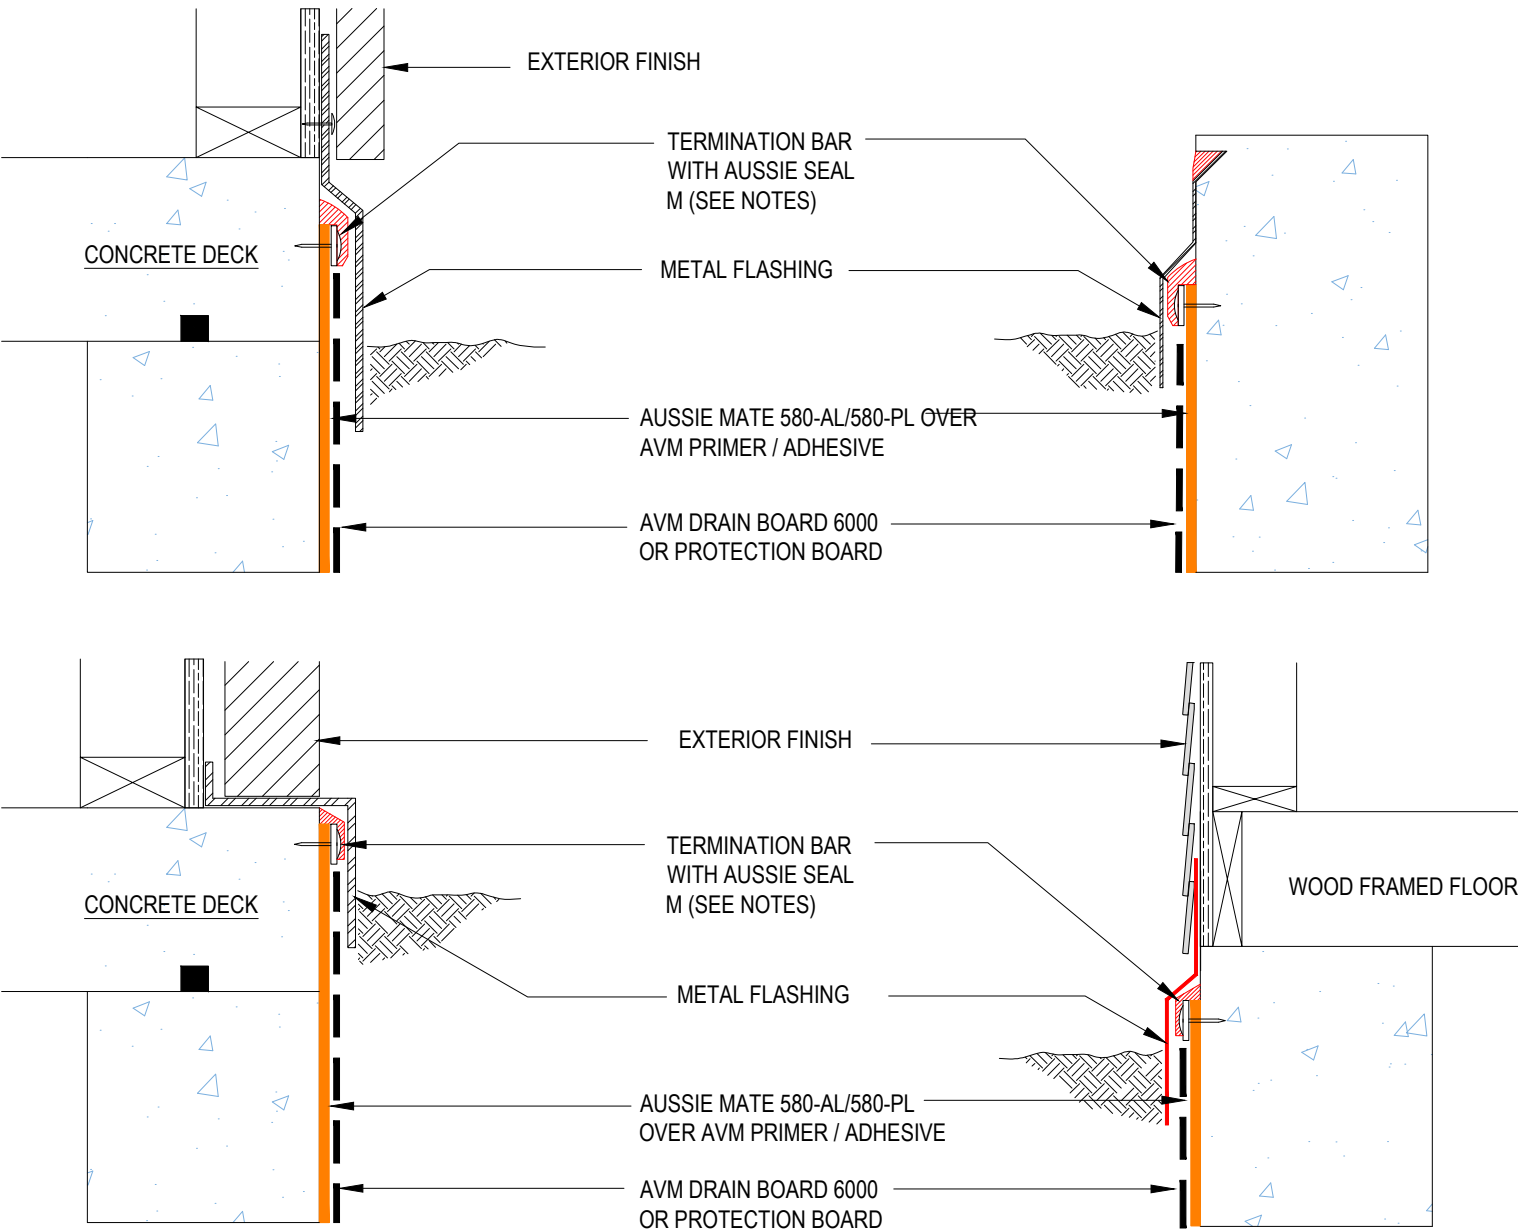 EXTERIOR FINISH
TERMINATION BAR
WITH AUSSIE SEAL
M (SEE NOTES)
CONCRETE DECK
METAL FLASHING
AUSSIE MATE 580-AL/580-PL OVER
AVM PRIMER / ADHESIVE
AVM DRAIN BOARD 6000
OR PROTECTION BOARD
EXTERIOR FINISH
TERMINATION BAR
WITH AUSSIE SEAL
M (SEE NOTES)
CONCRETE DECK
WOOD FRAMED FLOOR
METAL FLASHING
AUSSIE MATE 580-AL/580-PL
OVER AVM PRIMER / ADHESIVE
AVM DRAIN BOARD 6000
OR PROTECTION BOARD